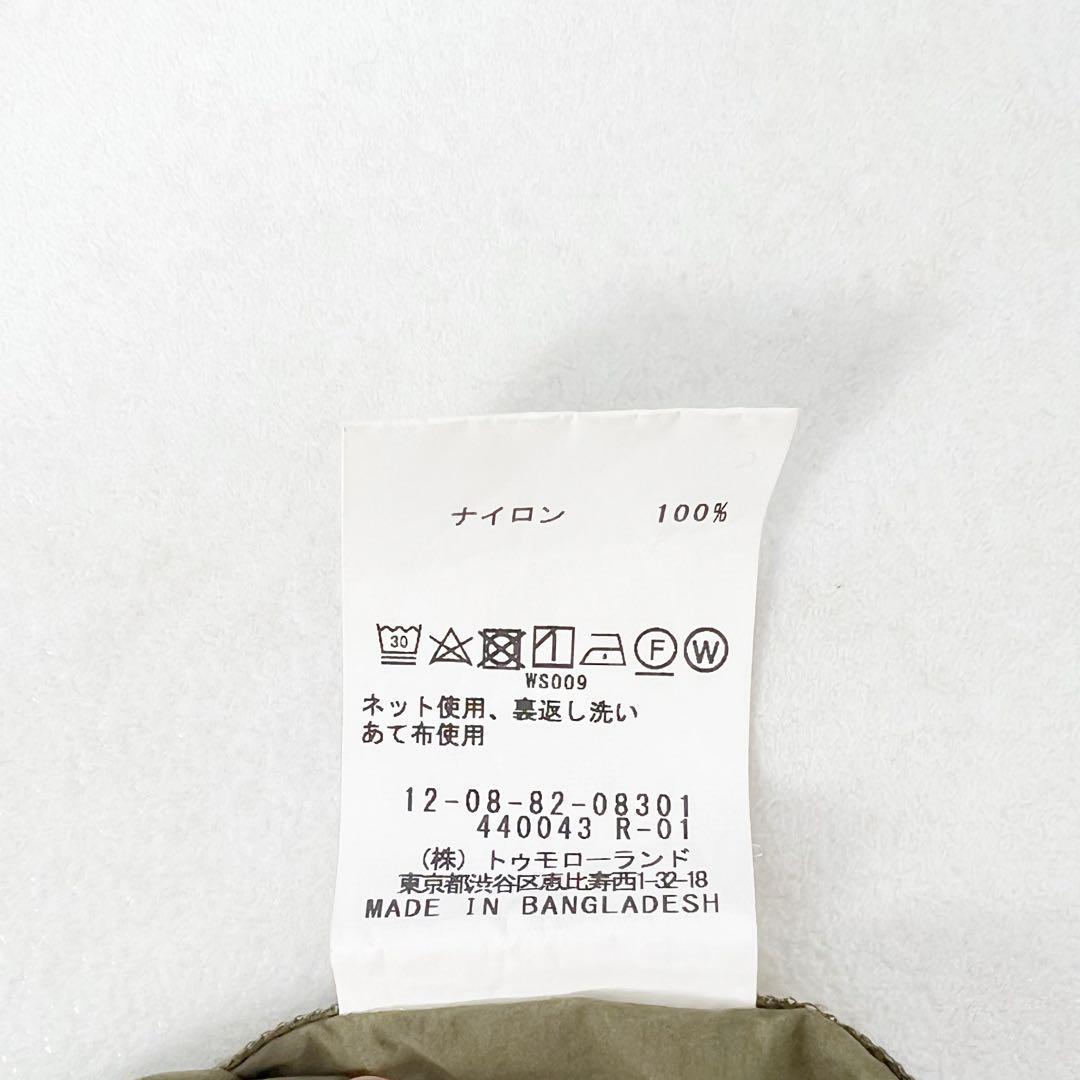 ナイロン 100%
30 F W
WS009
ネット使用、裏返し洗い
あて布使用
12-08-82-08301
440043 R-01
(株) トゥモローランド
東京都渋谷区恵比寿西1-32-18
MADE IN BANGLADESH